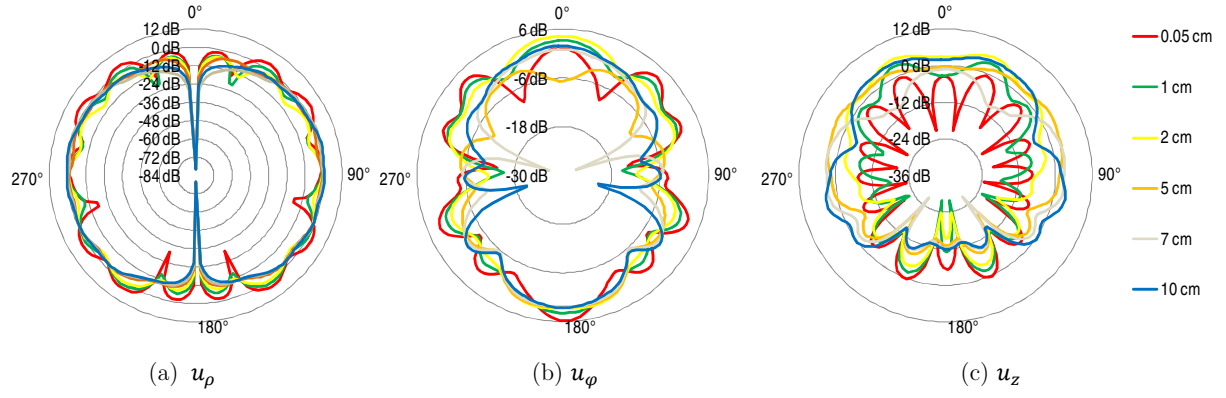 0°
12 dB
0 dB
-12 dB
-24 dB
-36 dB
-48 dB
-60 dB
-72 dB
-84 dB
270°
90°
180°
(a) u_ρ
0°
6 dB
-6 dB
-18 dB
-30 dB
270°
90°
180°
(b) u_φ
0°
12 dB
0 dB
-12 dB
-24 dB
-36 dB
270°
90°
180°
(c) u_z
0.05 cm
1 cm
2 cm
5 cm
7 cm
10 cm